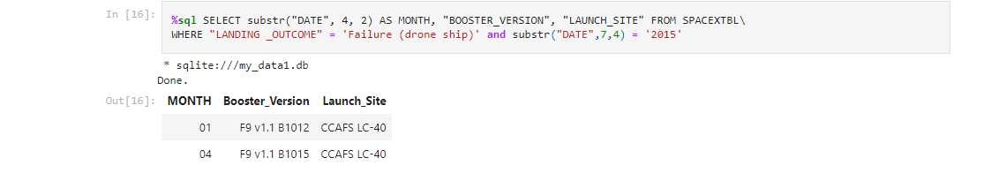 In [16]: %sql SELECT substr("DATE", 4, 2) AS MONTH, "BOOSTER_VERSION", "LAUNCH_SITE" FROM SPACEXTBL\
WHERE "LANDING _OUTCOME" = 'Failure (drone ship)' and substr("DATE",7,4) = '2015'
* sqlite:///my_data1.db
Done.
Out[16]: MONTH Booster_Version Launch_Site
01 F9 v1.1 B1012 CCAFS LC-40
04 F9 v1.1 B1015 CCAFS LC-40